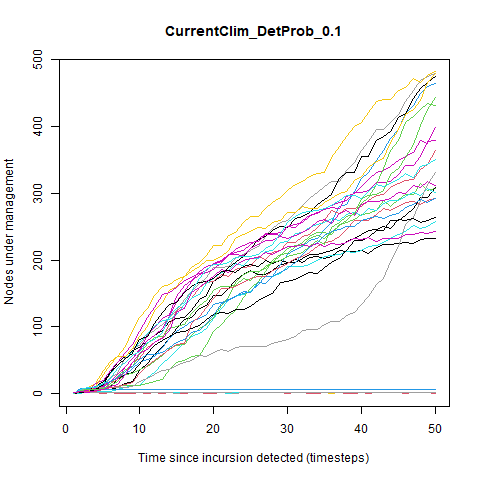 CurrentClim_DetProb_0.1
Nodes under management
500
400
300
200
100
0
0 10 20 30 40 50
Time since incursion detected (timesteps)